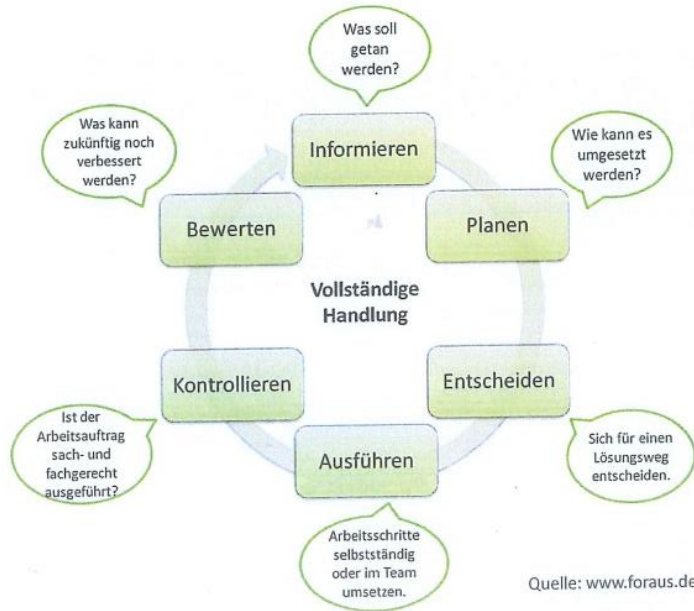 Was soll
getan
werden?
Informieren
Wie kann es
umgesetzt
werden?
Planen
Entscheiden
Sich für einen
Lösungsweg
entscheiden.
Ausführen
Arbeitsschritte
selbstständig
oder im Team
umsetzen.
Kontrollieren
Ist der
Arbeitsauftrag
sach- und
fachgerecht
ausgeführt?
Bewerten
Was kann
zukünftig noch
verbessert
werden?
Vollständige
Handlung
Quelle: www.foraus.de